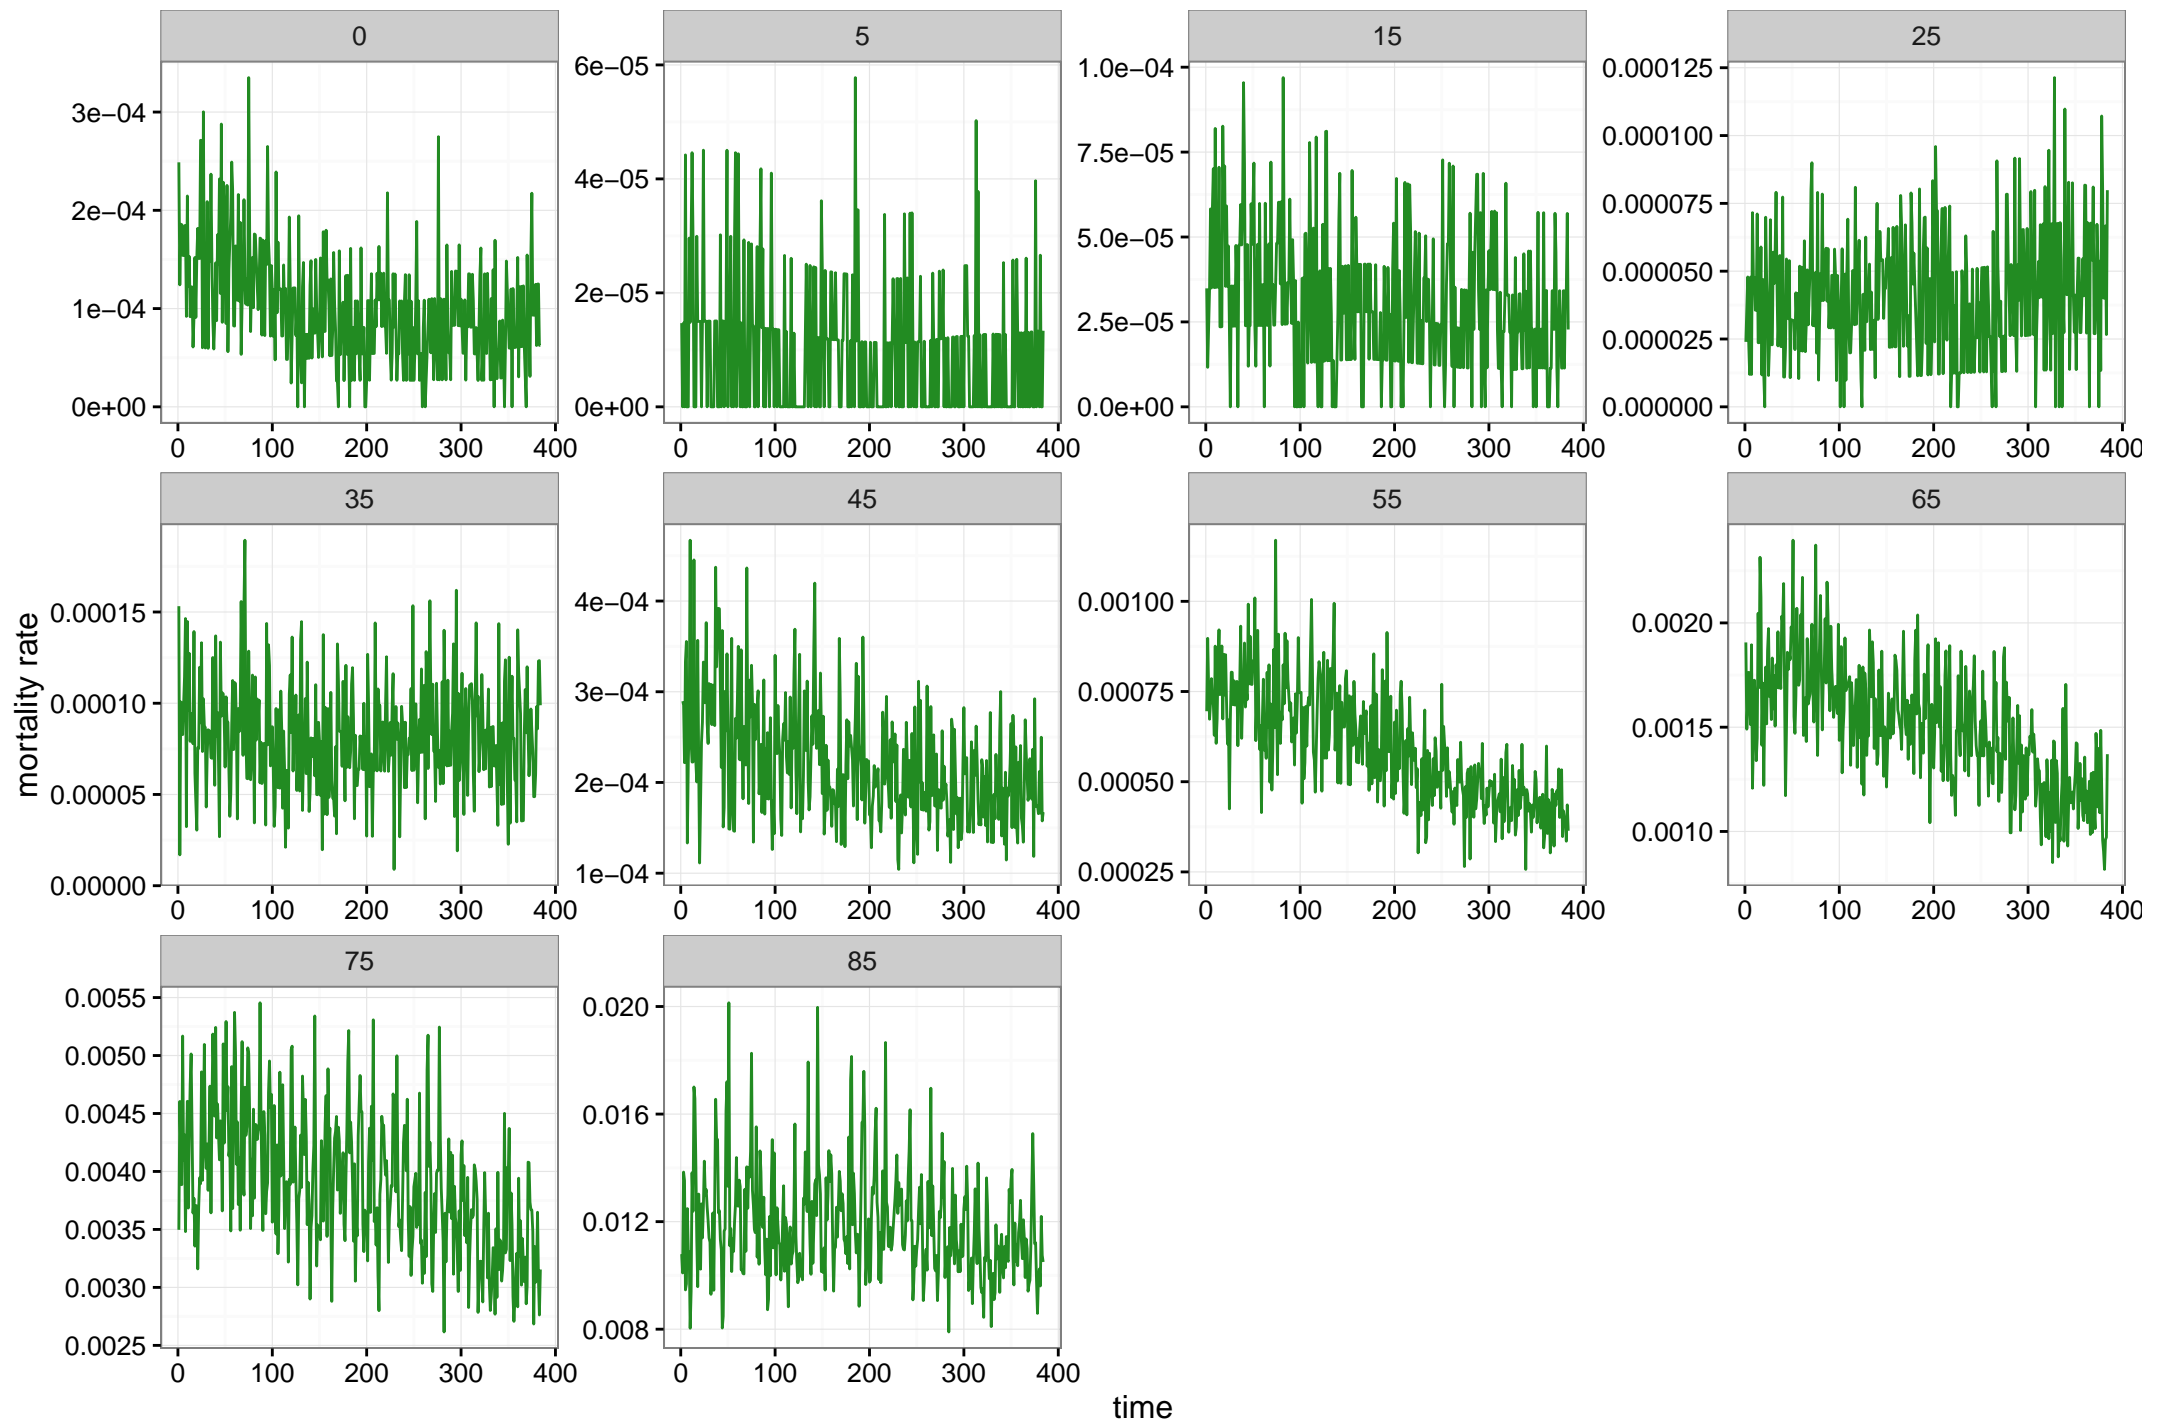 0 5 15 25
3e−04
2e−04
1e−04
0e+00
0 100 200 300 400
6e−05
4e−05
2e−05
0e+00
0 100 200 300 400
1.0e−04
7.5e−05
5.0e−05
2.5e−05
0.0e+00
0 100 200 300 400
0.000125
0.000100
0.000075
0.000050
0.000025
0.000000
0 100 200 300 400
35 45 55 65
0.00015
0.00010
0.00005
0.00000
0 100 200 300 400
4e−04
3e−04
2e−04
1e−04
0 100 200 300 400
0.00100
0.00075
0.00050
0.00025
0 100 200 300 400
0.0020
0.0015
0.0010
0 100 200 300 400
75 85
0.0055
0.0050
0.0045
0.0040
0.0035
0.0030
0.0025
0 100 200 300 400
0.020
0.016
0.012
0.008
0 100 200 300 400
mortality rate
time